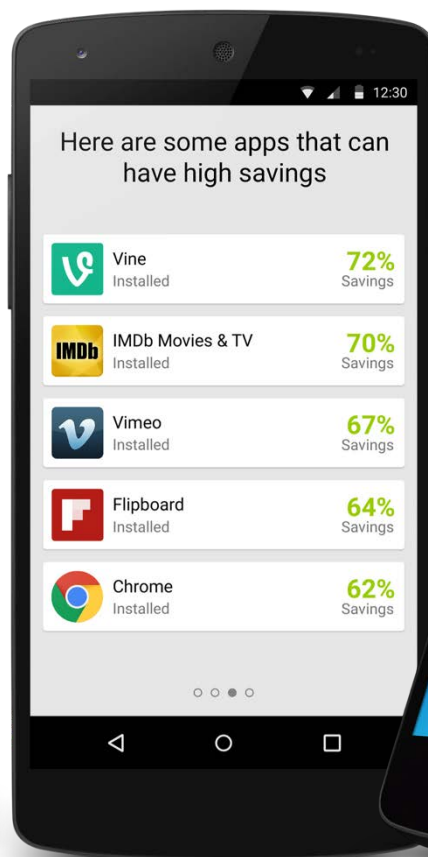 12:30
Here are some apps that can
have high savings
Vine
Installed
72%
Savings
IMDb
IMDb Movies & TV
Installed
70%
Savings
Vimeo
Installed
67%
Savings
Flipboard
Installed
64%
Savings
Chrome
Installed
62%
Savings